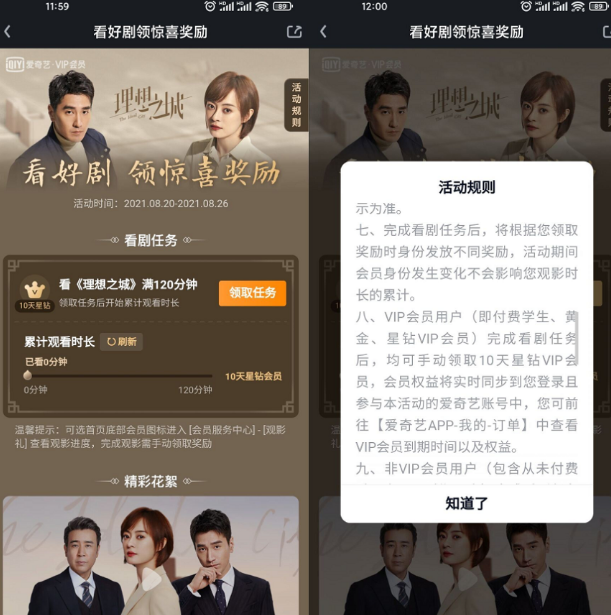 11:59
HD HD 89
看好剧领惊喜奖励
iQIY 爱奇艺·VIP会员
活动规则
理想之城
看好剧 领惊喜奖励
活动时间：2021.08.20-2021.08.26
看剧任务
看《理想之城》满120分钟
领取任务后开始累计观看时长
10天星钻
领取任务
累计观看时长
刷新
已看0分钟
10天星钻会员
0分钟
120分钟
温馨提示：可选首页底部会员图标进入 [会员服务中心] - [观影
礼] 查看观影进度，完成观影需手动领取奖励
精彩花絮
12:00
HD HD 89
看好剧领惊喜奖励
iQIY 爱奇艺·VIP会员
理想之城
活动规则
示为准。
七、完成看剧任务后，将根据您领取
奖励时身份发放不同奖励，活动期间
会员身份发生变化不会影响您观影时
长的累计。
八、VIP会员用户（即付费学生、黄
金、星钻VIP会员）完成看剧任务
后，均可手动领取10天星钻VIP会
员，会员权益将实时同步到您登录且
参与本活动的爱奇艺账号中，您可前
往【爱奇艺APP-我的-订单】中查看
VIP会员到期时间以及权益。
九、非VIP会员用户（包含从未付费
知道了